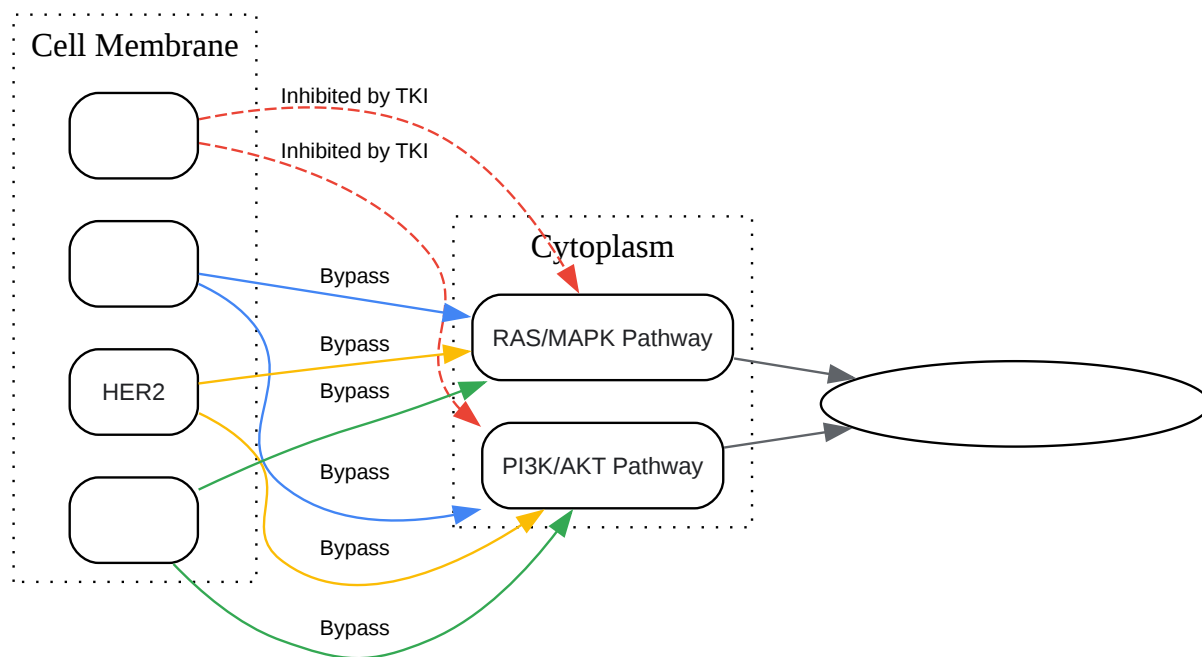 Cell Membrane
Inhibited by TKI
Inhibited by TKI
Cytoplasm
Bypass
RAS/MAPK Pathway
Bypass
HER2
Bypass
PI3K/AKT Pathway
Bypass
Bypass
Bypass